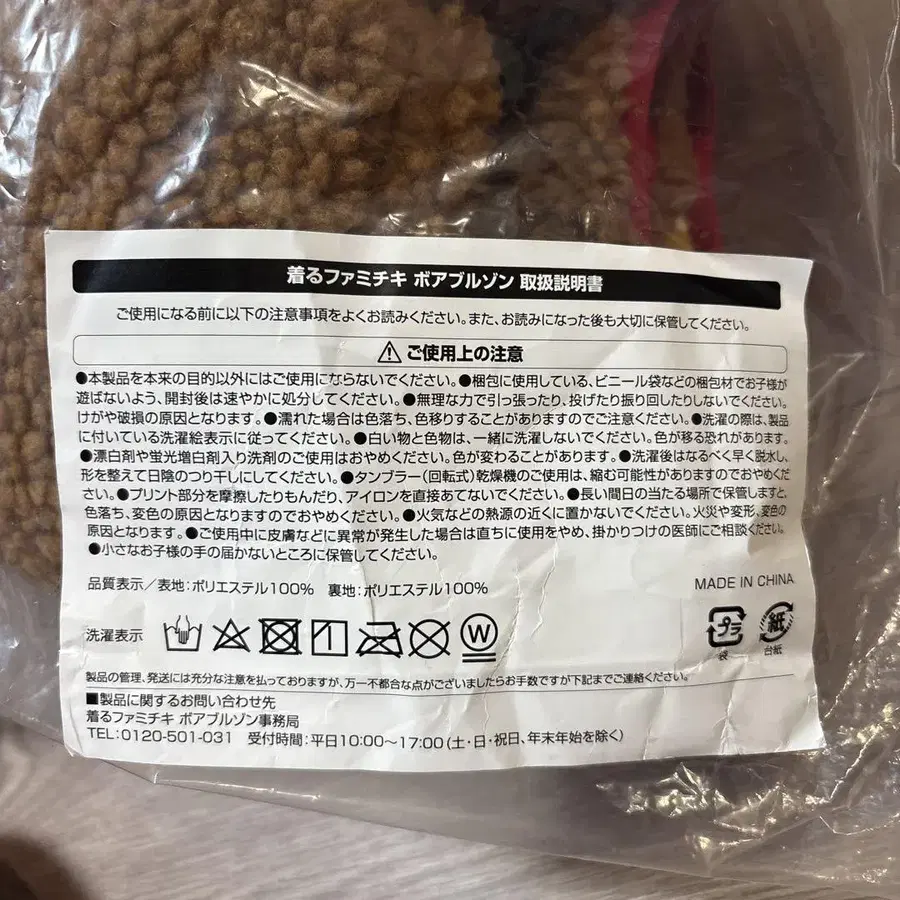 着るファミチキ ボアブルゾン 取扱説明書
ご使用になる前に以下の注意事項をよくお読みください。また、お読みになった後も大切に保管してください。
ご使用上の注意
●本製品を本来の目的以外にはご使用にならないでください。●梱包に使用している、ビニール袋などの梱包材でお子様が
遊ばないよう、開封後は速やかに処分してください。●無理な力で引っ張ったり、投げたり振り回したりしないでください。
けがや破損の原因となります。●濡れた場合は色落ち、色移りすることがありますのでご注意ください。●洗濯の際は、製品
に付いている洗濯絵表示に従ってください。●白い物と色物は、一緒に洗濯しないでください。色が移る恐れがあります。
●漂白剤や蛍光増白剤入り洗剤のご使用はおやめください。色が変わることがあります。●洗濯後はなるべく早く脱水し、
形を整えて日陰のつり干しにしてください。●タンブラー(回転式)乾燥機のご使用は、縮む可能性がありますのでおやめくだ
さい。●プリント部分を摩擦したりもんだり、アイロンを直接あてないでください。●長い間日の当たる場所で保管しますと、
色落ち、変色の原因となりますのでおやめください。●火気などの熱源の近くに置かないでください。火災や変形、変色の
原因となります。●ご使用中に皮膚などに異常が発生した場合は直ちに使用をやめ、掛かりつけの医師にご相談ください。
●小さなお子様の手の届かないところに保管してください。
品質表示/表地:ポリエステル100% 裏地:ポリエステル100%
MADE IN CHINA
洗濯表示
W
プラ
袋
紙
台紙
製品の管理、発送には充分な注意を払っておりますが、万一不都合な点がございましたらお手数ですが下記までご連絡ください。
■製品に関するお問い合わせ先
着るファミチキ ボアブルゾン事務局
TEL:0120-501-031 受付時間:平日10:00~17:00(土・日・祝日、年末年始を除く)